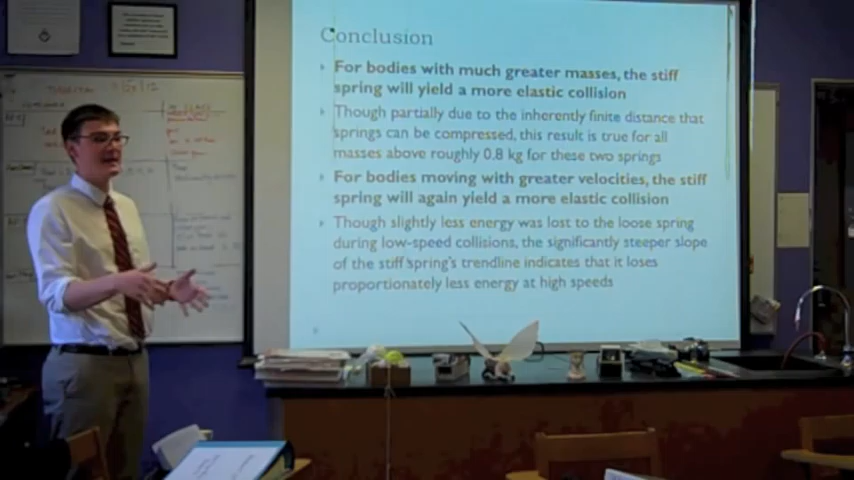 Conclusion
For bodies with much greater masses, the stiff
spring will yield a more elastic collision
Though partially due to the inherently finite distance that
springs can be compressed, this result is true for all
masses above roughly 0.8 kg for these two springs
For bodies moving with greater velocities, the stiff
spring will again yield a more elastic collision
Though slightly less energy was lost to the loose spring
during low-speed collisions, the significantly steeper slope
of the stiff spring's trendline indicates that it loses
proportionately less energy at high speeds